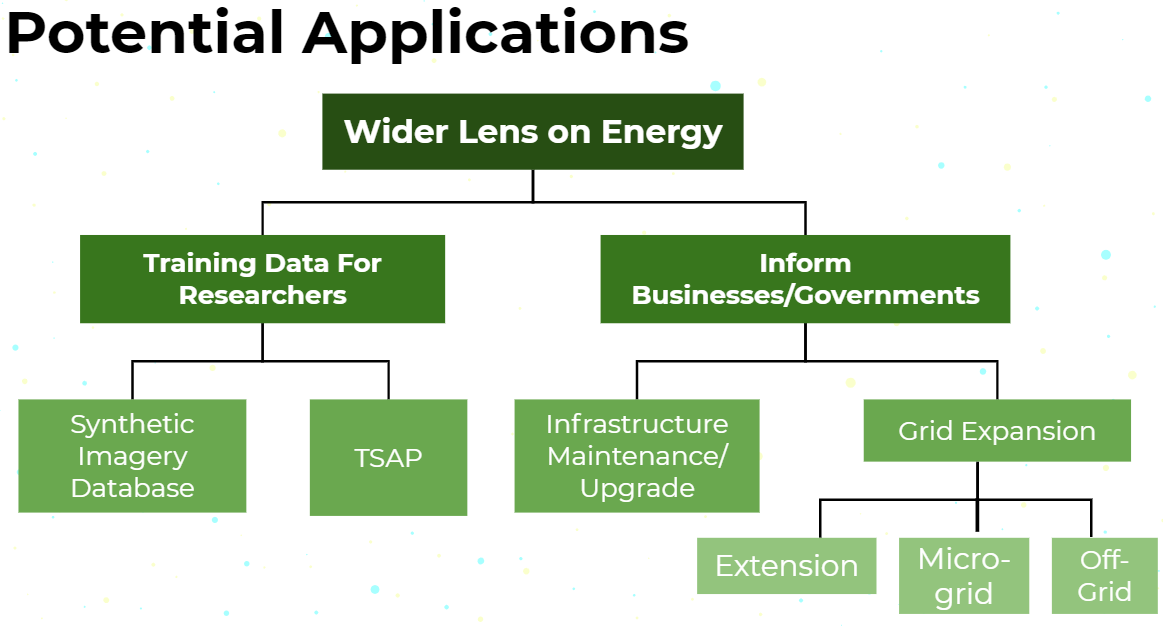 Potential Applications
Wider Lens on Energy
Training Data For
Researchers
Inform
Businesses/Governments
Synthetic
Imagery
Database
TSAP
Infrastructure
Maintenance/
Upgrade
Grid Expansion
Extension
Micro-
grid
Off-
Grid